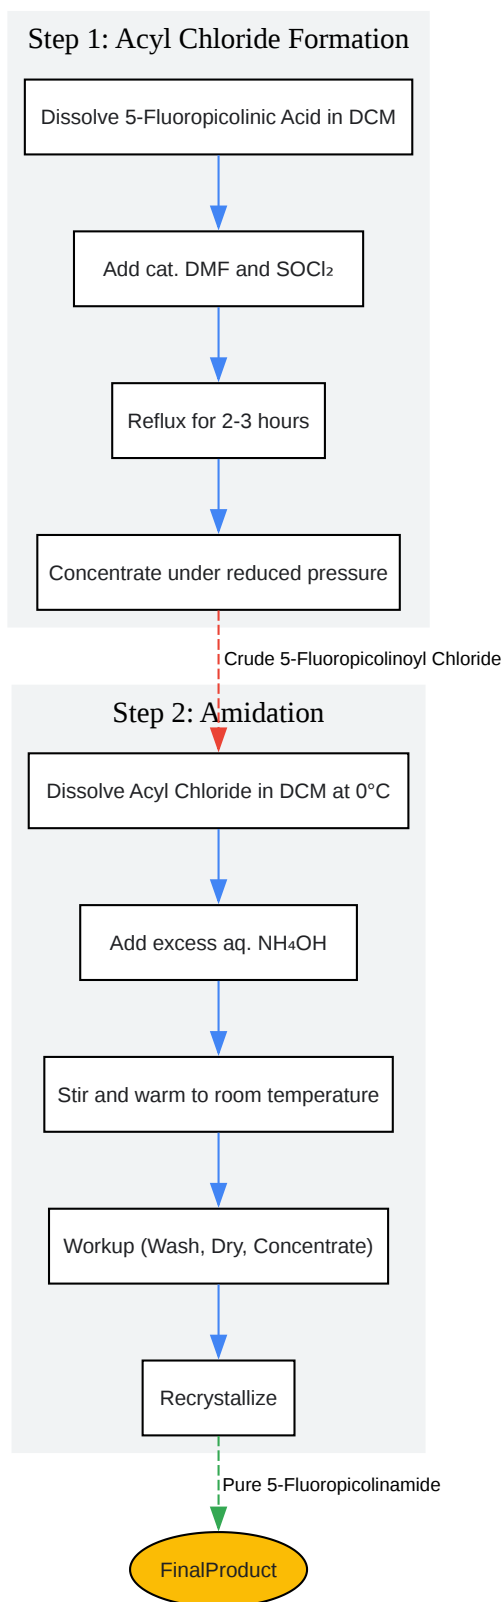 Step 1: Acyl Chloride Formation
Dissolve 5-Fluoropicolinic Acid in DCM
Add cat. DMF and SOCl₂
Reflux for 2-3 hours
Concentrate under reduced pressure
Crude 5-Fluoropicolinoyl Chloride
Step 2: Amidation
Dissolve Acyl Chloride in DCM at 0°C
Add excess aq. NH₄OH
Stir and warm to room temperature
Workup (Wash, Dry, Concentrate)
Recrystallize
Pure 5-Fluoropicolinamide
FinalProduct